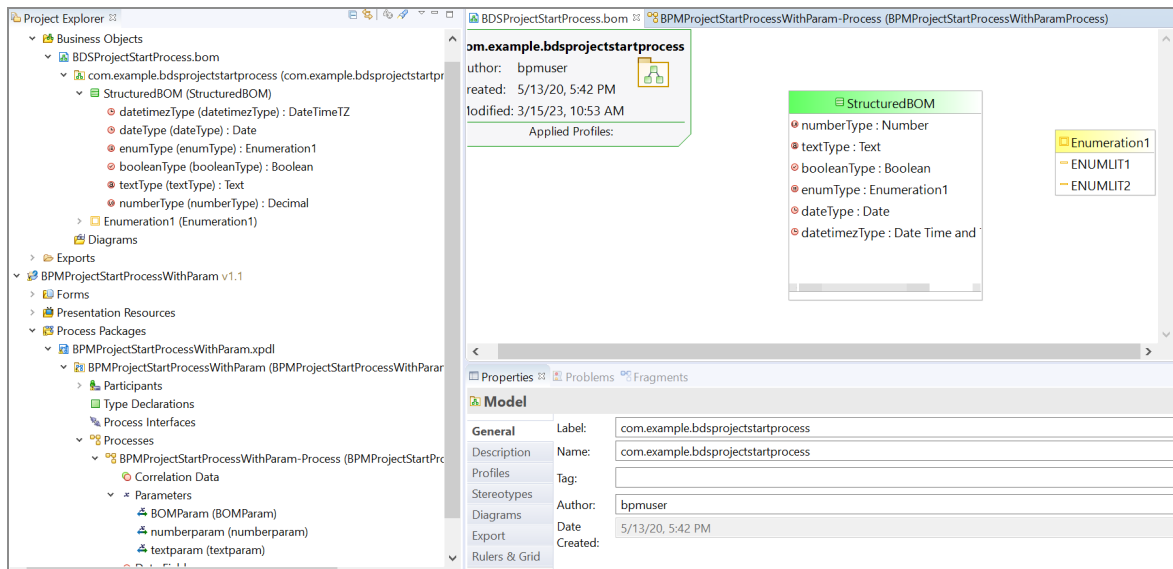 Project Explorer
Business Objects
BDSProjectStartProcess.bom
com.example.bdsprojectstartprocess (com.example.bdsprojectstartpr
StructuredBOM (StructuredBOM)
datetimezType (datetimezType) : DateTimeTZ
dateType (dateType) : Date
enumType (enumType) : Enumeration1
booleanType (booleanType) : Boolean
textType (textType) : Text
numberType (numberType) : Decimal
Enumeration1 (Enumeration1)
Diagrams
Exports
BPMProjectStartProcessWithParam v1.1
Forms
Presentation Resources
Process Packages
BPMProjectStartProcessWithParam.xpdl
BPMProjectStartProcessWithParam (BPMProjectStartProcessWithParar
Participants
Type Declarations
Process Interfaces
Processes
BPMProjectStartProcessWithParam-Process (BPMProjectStartPrc
Correlation Data
Parameters
BOMParam (BOMParam)
numberparam (numberparam)
textparam (textparam)
BDSProjectStartProcess.bom
BPMProjectStartProcessWithParam-Process (BPMProjectStartProcessWithParamProcess)
om.example.bdsprojectstartprocess
uthor: bpmuser
reated: 5/13/20, 5:42 PM
Modified: 3/15/23, 10:53 AM
Applied Profiles:
StructuredBOM
numberType : Number
textType : Text
booleanType : Boolean
enumType : Enumeration1
dateType : Date
datetimezType : Date Time and
Enumeration1
ENUMLIT1
ENUMLIT2
Properties Problems Fragments
Model
General
Description
Profiles
Stereotypes
Diagrams
Export
Rulers & Grid
Label: com.example.bdsprojectstartprocess
Name: com.example.bdsprojectstartprocess
Tag:
Author: bpmuser
Date Created: 5/13/20, 5:42 PM